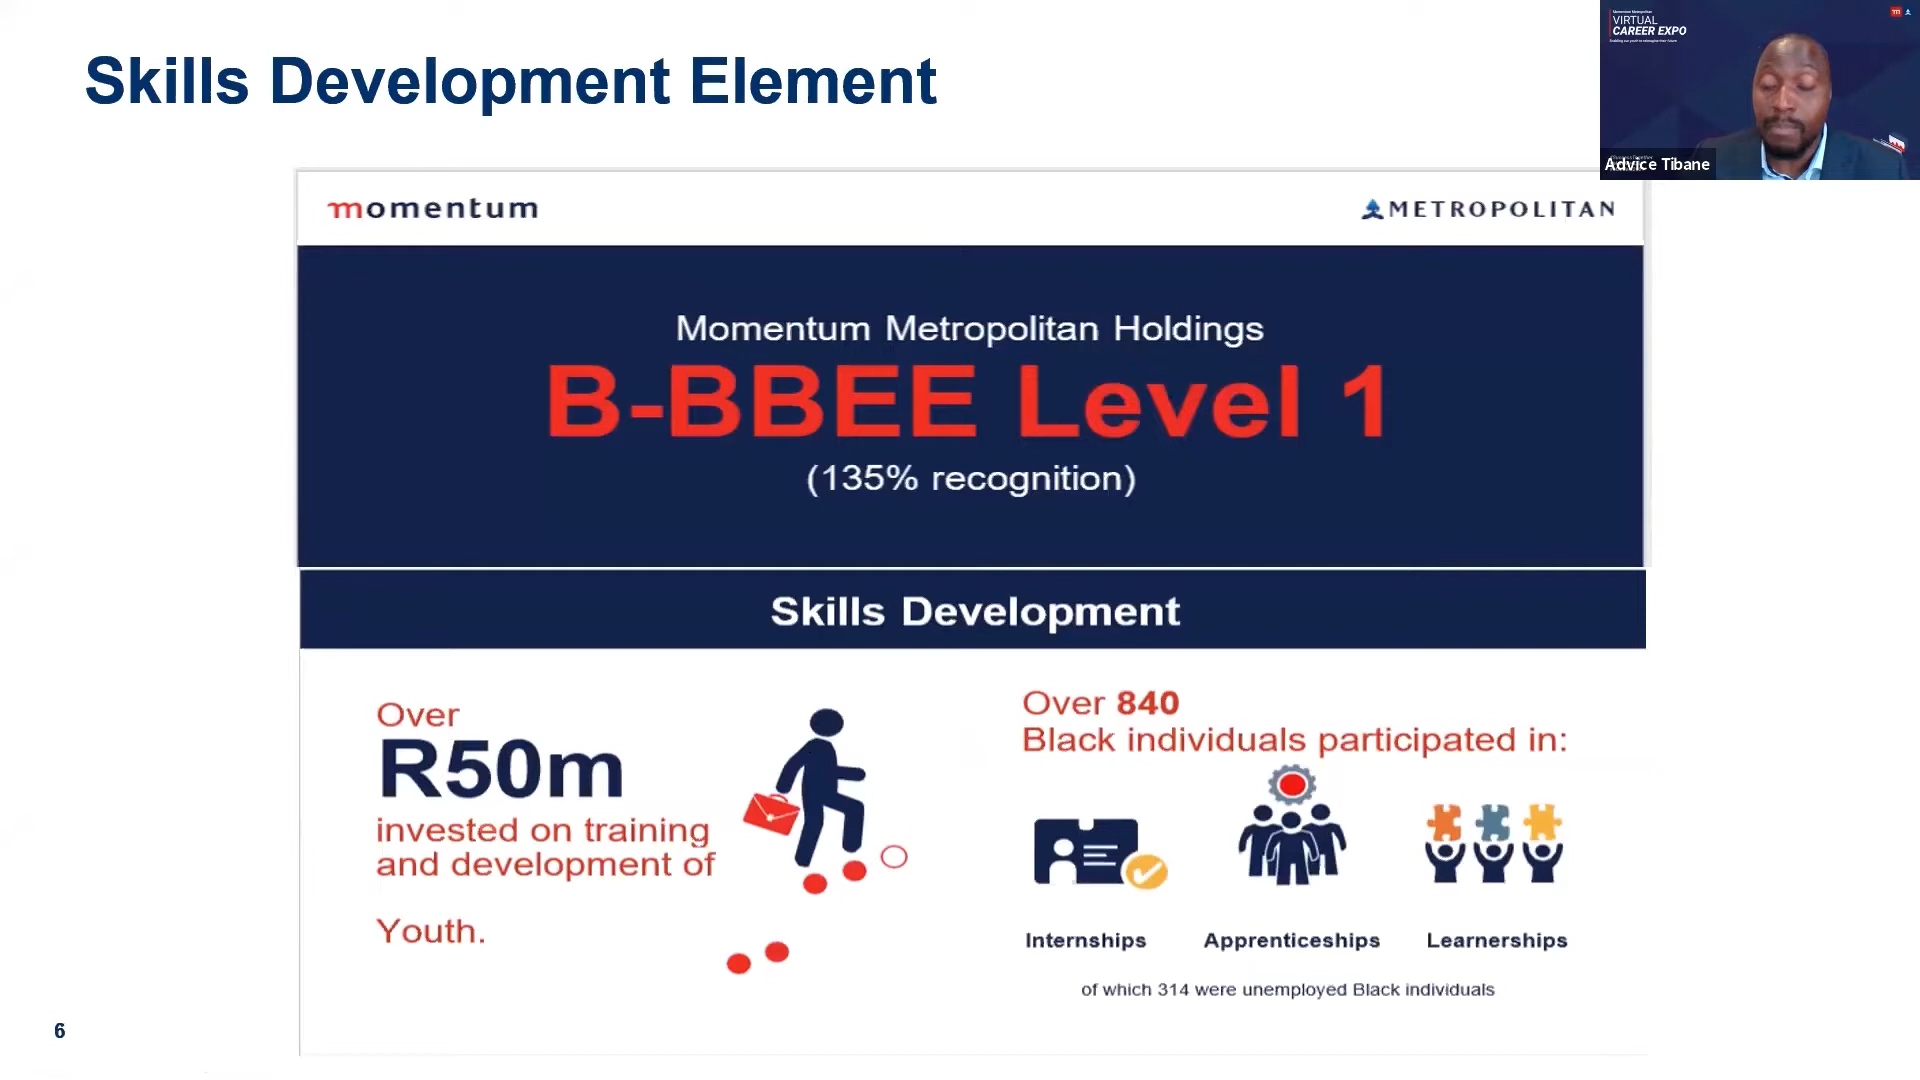 Skills Development Element
Momentum Metropolitan
VIRTUAL
CAREER EXPO
Advice Tibane
momentum
METROPOLITAN
Momentum Metropolitan Holdings
B-BBEE Level 1
(135% recognition)
Skills Development
Over
R50m
invested on training
and development of
Youth.
Over 840
Black individuals participated in:
Internships
Apprenticeships
Learnerships
of which 314 were unemployed Black individuals
6